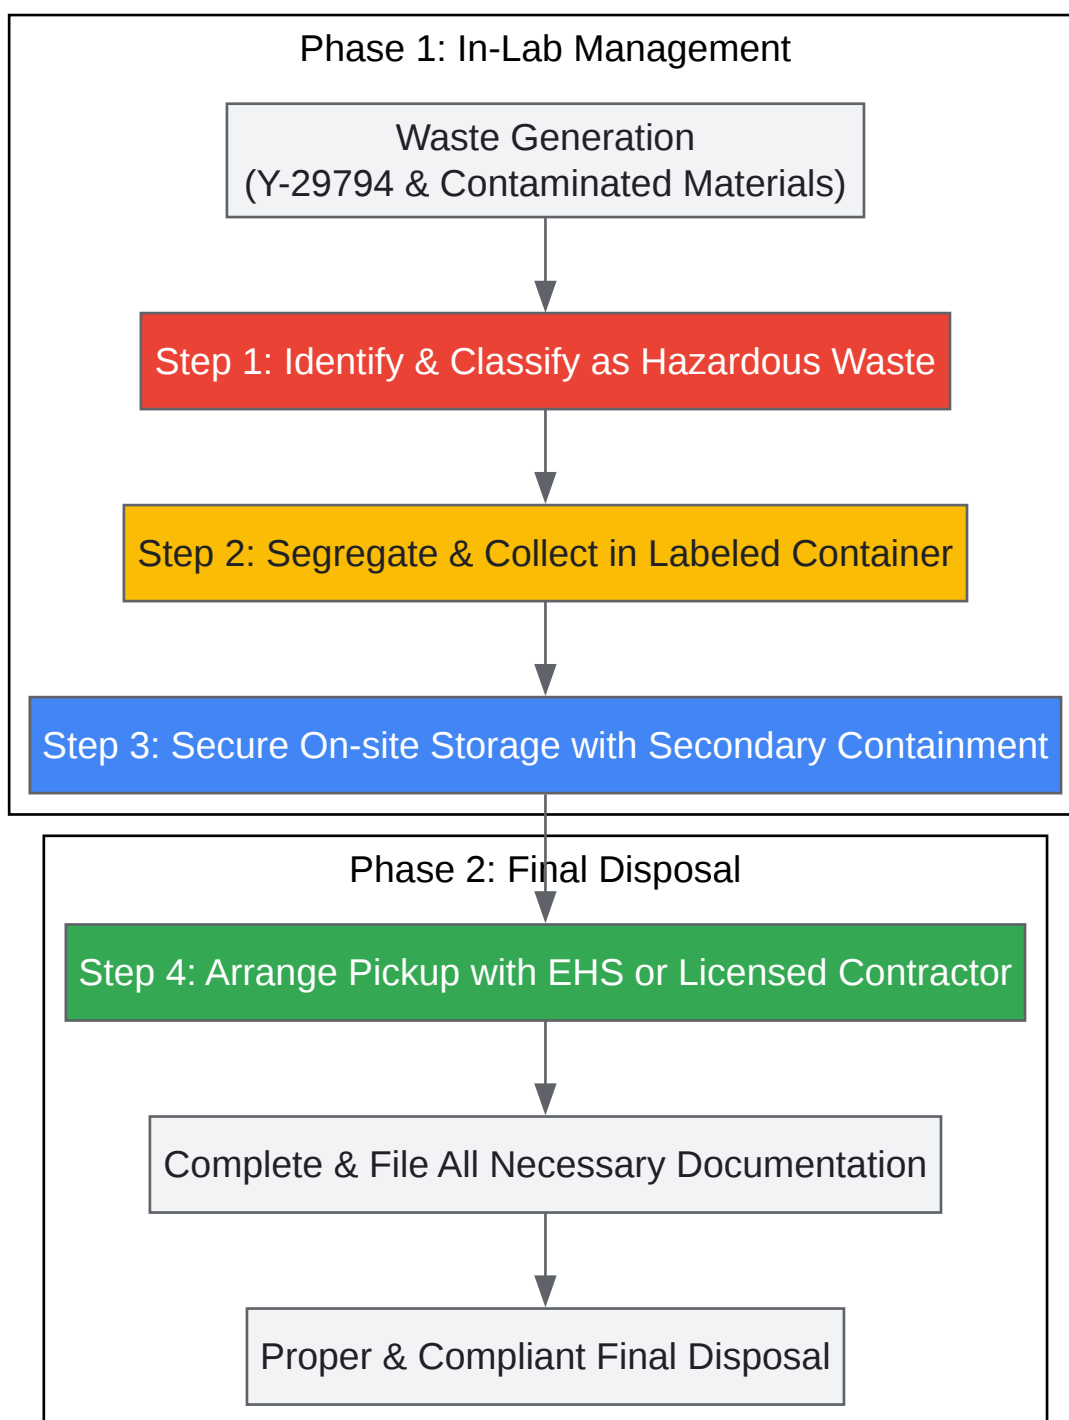 Phase 1: In-Lab Management
Waste Generation
(Y-29794 & Contaminated Materials)
Step 1: Identify & Classify as Hazardous Waste
Step 2: Segregate & Collect in Labeled Container
Step 3: Secure On-site Storage with Secondary Containment
Phase 2: Final Disposal
Step 4: Arrange Pickup with EHS or Licensed Contractor
Complete & File All Necessary Documentation
Proper & Compliant Final Disposal